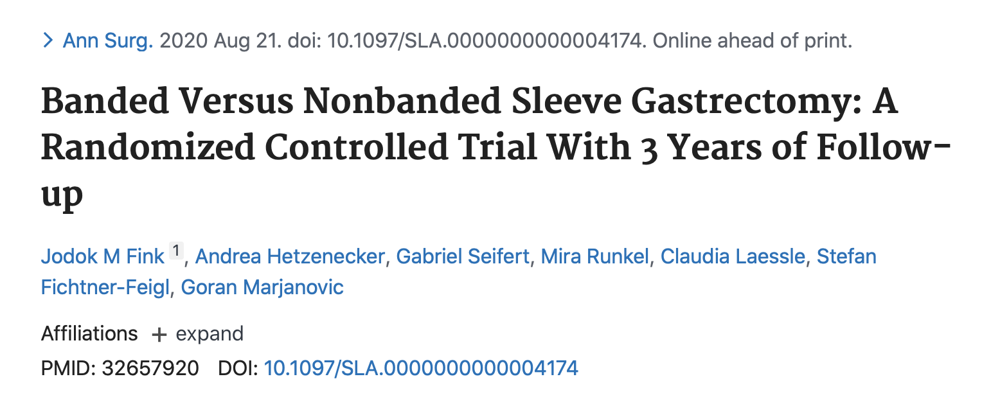 > Ann Surg. 2020 Aug 21. doi: 10.1097/SLA.0000000000004174. Online ahead of print.
Banded Versus Nonbanded Sleeve Gastrectomy: A
Randomized Controlled Trial With 3 Years of Follow-
up
Jodok M Fink 1, Andrea Hetzenecker, Gabriel Seifert, Mira Runkel, Claudia Laessle, Stefan
Fichtner-Feigl, Goran Marjanovic
Affiliations + expand
PMID: 32657920 DOI: 10.1097/SLA.0000000000004174